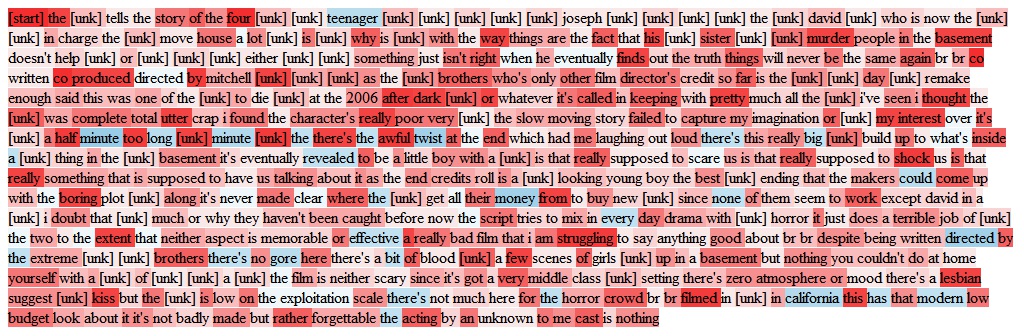 [start] the [unk] tells the story of the four [unk] [unk] teenager [unk] [unk] [unk] [unk] [unk] joseph [unk] [unk] [unk] [unk] the [unk] david [unk] who is now the [unk]
[unk] in charge the [unk] move house a lot [unk] is [unk] why is [unk] with the way things are the fact that his [unk] sister [unk] [unk] murder people in the basement
doesn't help [unk] or [unk] [unk] [unk] either [unk] [unk] something just isn't right when he eventually finds out the truth things will never be the same again br br co
written co produced directed by mitchell [unk] [unk] [unk] as the [unk] brothers who's only other film director's credit so far is the [unk] [unk] day [unk] remake
enough said this was one of the [unk] to die [unk] at the 2006 after dark [unk] or whatever it's called in keeping with pretty much all the [unk] i've seen i thought the
[unk] was complete total utter crap i found the character's really poor very [unk] the slow moving story failed to capture my imagination or [unk] my interest over it's
[unk] a half minute too long [unk] minute [unk] the there's the awful twist at the end which had me laughing out loud there's this really big [unk] build up to what's inside
a [unk] thing in the [unk] basement it's eventually revealed to be a little boy with a [unk] is that really supposed to scare us is that really supposed to shock us is that
really something that is supposed to have us talking about it as the end credits roll is a [unk] looking young boy the best [unk] ending that the makers could come up
with the boring plot [unk] along it's never made clear where the [unk] get all their money from to buy new [unk] since none of them seem to work except david in a
[unk] i doubt that [unk] much or why they haven't been caught before now the script tries to mix in every day drama with [unk] horror it just does a terrible job of [unk]
the two to the extent that neither aspect is memorable or effective a really bad film that i am struggling to say anything good about br br despite being written directed by
the extreme [unk] [unk] brothers there's no gore here there's a bit of blood [unk] a few scenes of girls [unk] up in a basement but nothing you couldn't do at home
yourself with a [unk] of [unk] [unk] a [unk] the film is neither scary since it's got a very middle class [unk] setting there's zero atmosphere or mood there's a lesbian
suggest [unk] kiss but the [unk] is low on the exploitation scale there's not much here for the horror crowd br br filmed in [unk] in california this has that modern low
budget look about it it's not badly made but rather forgettable the acting by an unknown to me cast is nothing